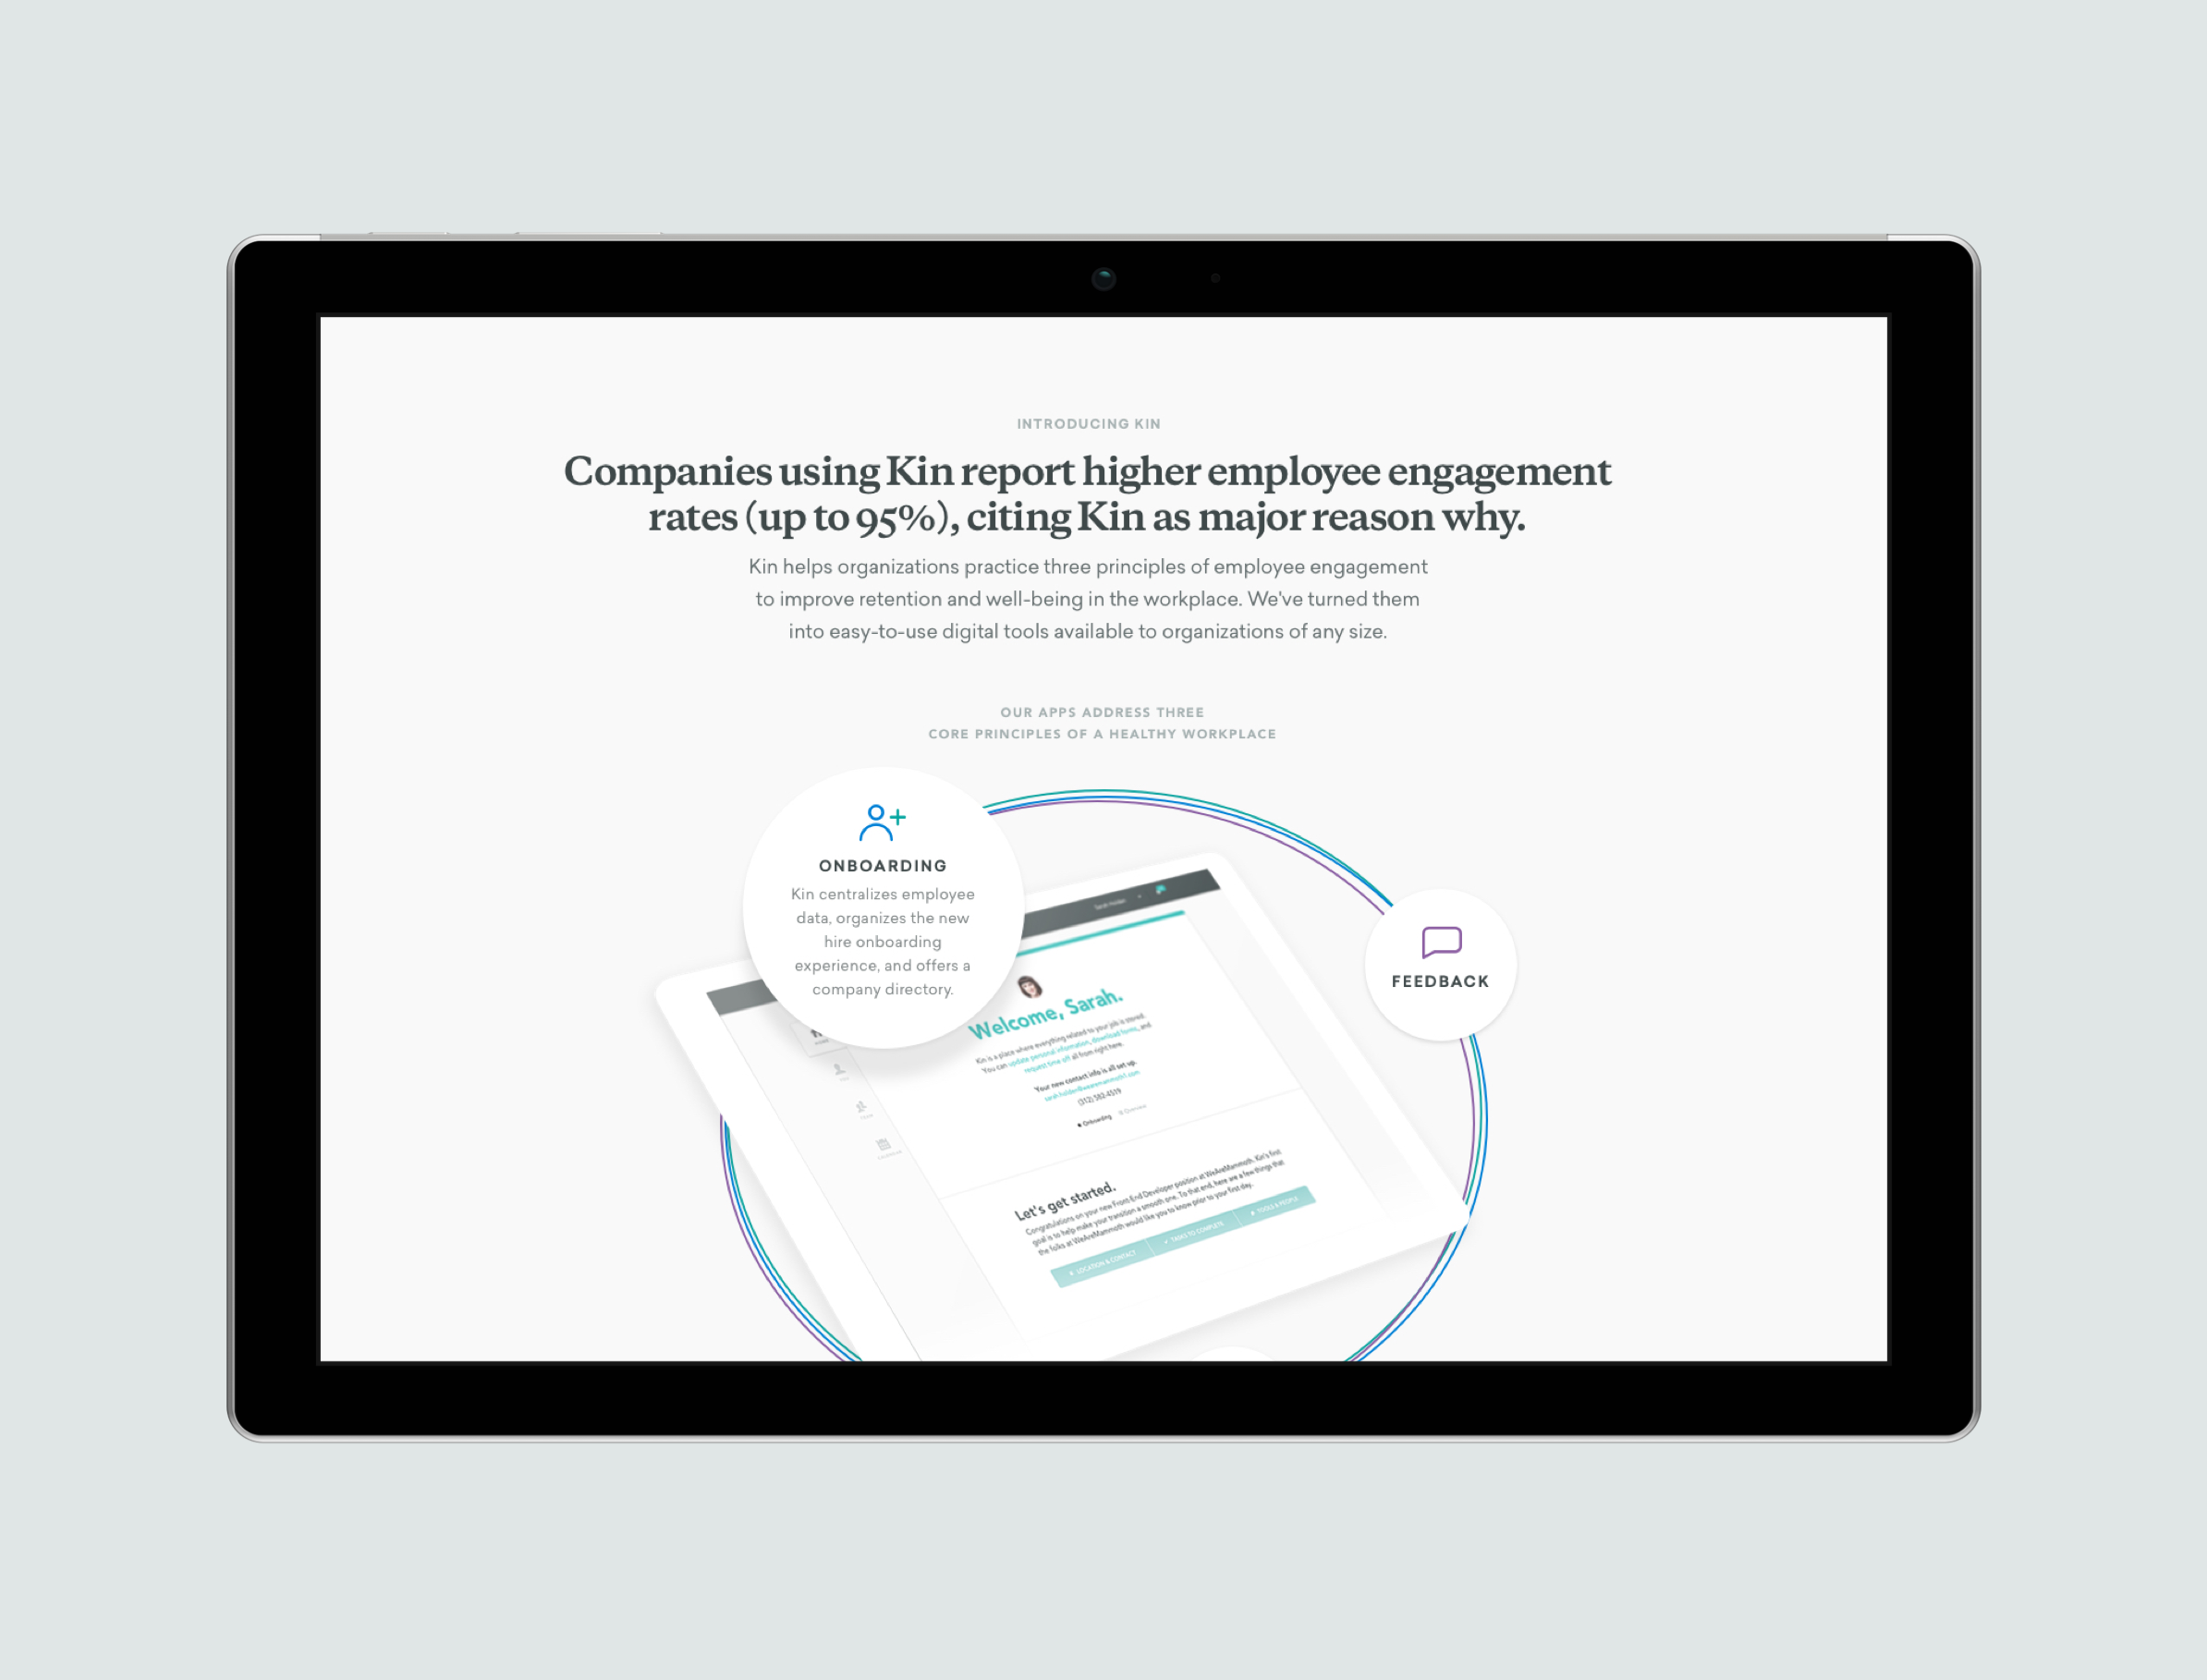 INTRODUCING KIN
Companies using Kin report higher employee engagement
rates (up to 95%), citing Kin as major reason why.
Kin helps organizations practice three principles of employee engagement
to improve retention and well-being in the workplace. We've turned them
into easy-to-use digital tools available to organizations of any size.
OUR APPS ADDRESS THREE
CORE PRINCIPLES OF A HEALTHY WORKPLACE
ONBOARDING
Kin centralizes employee
data, organizes the new
hire onboarding
experience, and offers a
company directory.
FEEDBACK
Welcome, Sarah.
Kin is a place where everything related to your job is stored.
You can update personal information, download forms, and
request time off all from right here.
Your new contact info is all set up.
(312) 582-4519
Onboarding Overview
Let's get started.
Congratulations on your new Front End Developer position at WeAreMammoth. Kin's first
goal is to help make your transition a smooth one. To that end, here are a few things that
the folks at WeAreMammoth would like you to know prior to your first day.
LOCATION & CONTACT TASKS TO COMPLETE TOOLS & PEOPLE